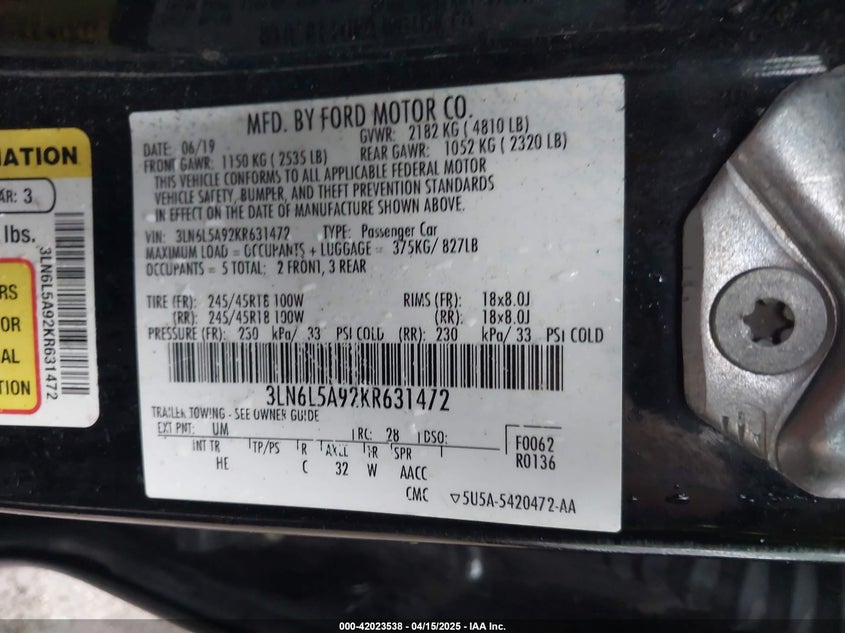 MFD. BY FORD MOTOR CO.
DATE: 06/19 GVWR: 2182 KG ( 4810 LB)
FRONT GAWR: 1150 KG ( 2535 LB) REAR GAWR: 1052 KG ( 2320 LB)
THIS VEHICLE CONFORMS TO ALL APPLICABLE FEDERAL MOTOR
VEHICLE SAFETY, BUMPER, AND THEFT PREVENTION STANDARDS
IN EFFECT ON THE DATE OF MANUFACTURE SHOWN ABOVE.
VIN: 3LN6L5A92KR631472 TYPE: Passenger Car
MAXIMUM LOAD = OCCUPANTS + LUGGAGE = 375KG/ 827LB
OCCUPANTS = 5 TOTAL: 2 FRONT, 3 REAR
TIRE (FR): 245/45R18 100W RIMS (FR): 18x8.0J
(RR): 245/45R18 100W (RR): 18x8.0J
PRESSURE (FR): 230 kPa/ 33 PSI COLD (RR): 230 kPa/ 33 PSI COLD
3LN6L5A92KR631472
TRAILER TOWING - SEE OWNER GUIDE
EXT PNT: UM RC: 28 DSO: F0062
INT TR TP/PS R AXLE TR SPR R0136
HE C 32 W AACC
CMC ▽5U5A-5420472-AA
MATION
AR: 3
lbs.
3LN6L5A92KR631472
RS
OR
AL
TION
000-42023538 - 04/15/2025 - IAA Inc.